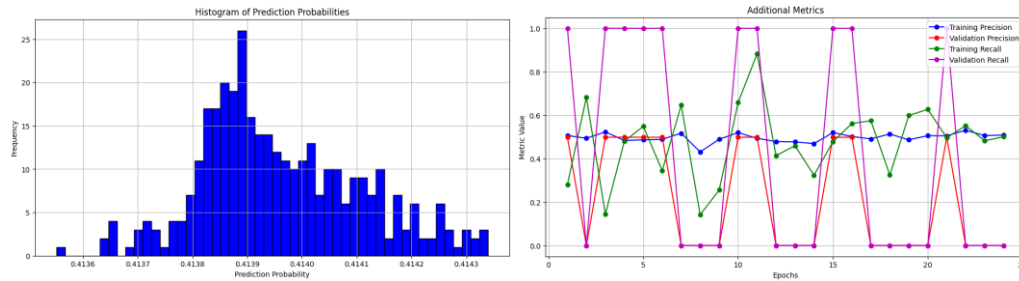 Histogram of Prediction Probabilities
Frequency
25
20
15
10
5
0
0.4136
0.4137
0.4138
0.4139
0.4140
0.4141
0.4142
0.4143
Prediction Probability
Additional Metrics
Metric Value
1.0
0.8
0.6
0.4
0.2
0.0
Training Precision
Validation Precision
Training Recall
Validation Recall
0
5
10
15
20
Epochs